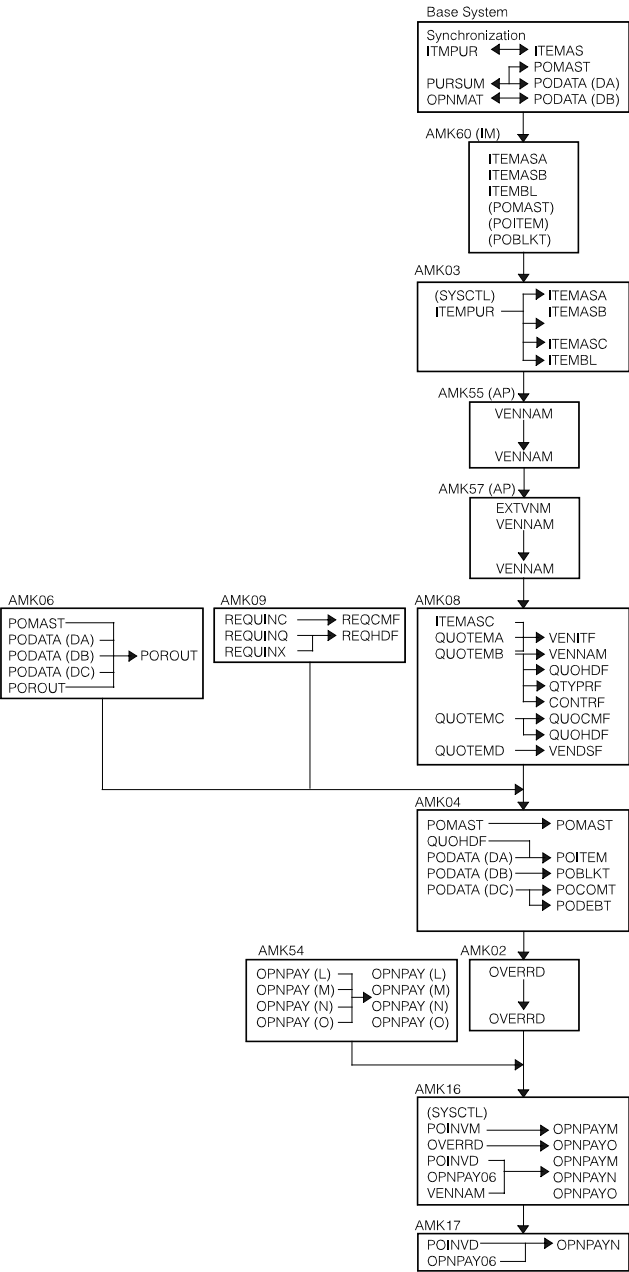 Base System
Synchronization
ITMPUR ITEMAS
POMAST
PURSUM PODATA (DA)
OPNMAT PODATA (DB)
AMK60 (IM)
ITEMASA
ITEMASB
ITEMBL
(POMAST)
(POITEM)
(POBLKT)
AMK03
(SYSCTL) ITEMASA
ITEMPUR ITEMASB
ITEMASC
ITEMBL
AMK55 (AP)
VENNAM
VENNAM
AMK57 (AP)
EXTVNM
VENNAM
VENNAM
AMK06
POMAST
PODATA (DA)
PODATA (DB) POROUT
PODATA (DC)
POROUT
AMK09
REQUINC REQCMF
REQUINQ REQHDF
REQUINX
AMK08
ITEMASC
QUOTEMA VENITF
QUOTEMB VENNAM
QUOHDF
QTYPRF
CONTRF
QUOTEMC QUOCMF
QUOHDF
QUOTEMD VENDSF
AMK04
POMAST POMAST
QUOHDF
PODATA (DA) POITEM
PODATA (DB) POBLKT
PODATA (DC) POCOMT
PODEBT
AMK54
OPNPAY (L) OPNPAY (L)
OPNPAY (M) OPNPAY (M)
OPNPAY (N) OPNPAY (N)
OPNPAY (O) OPNPAY (O)
AMK02
OVERRD
OVERRD
AMK16
(SYSCTL)
POINVM OPNPAYM
OVERRD OPNPAYO
POINVD OPNPAYM
OPNPAY06 OPNPAYN
VENNAM OPNPAYO
AMK17
POINVD OPNPAYN
OPNPAY06